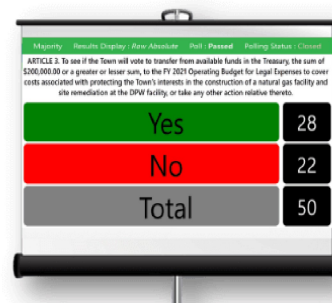 Majority Results Display : Raw Absolute Poll : Passed Polling Status : Closed
ARTICLE 3. To see if the Town will vote to transfer from available funds in the Treasury, the sum of
$200,000.00 or a greater or lesser sum, to the FY 2021 Operating Budget for Legal Expenses to cover
costs associated with protecting the Town's interests in the construction of a natural gas facility and
site remediation at the DPW facility, or take any other action relative thereto.
Yes 28
No 22
Total 50